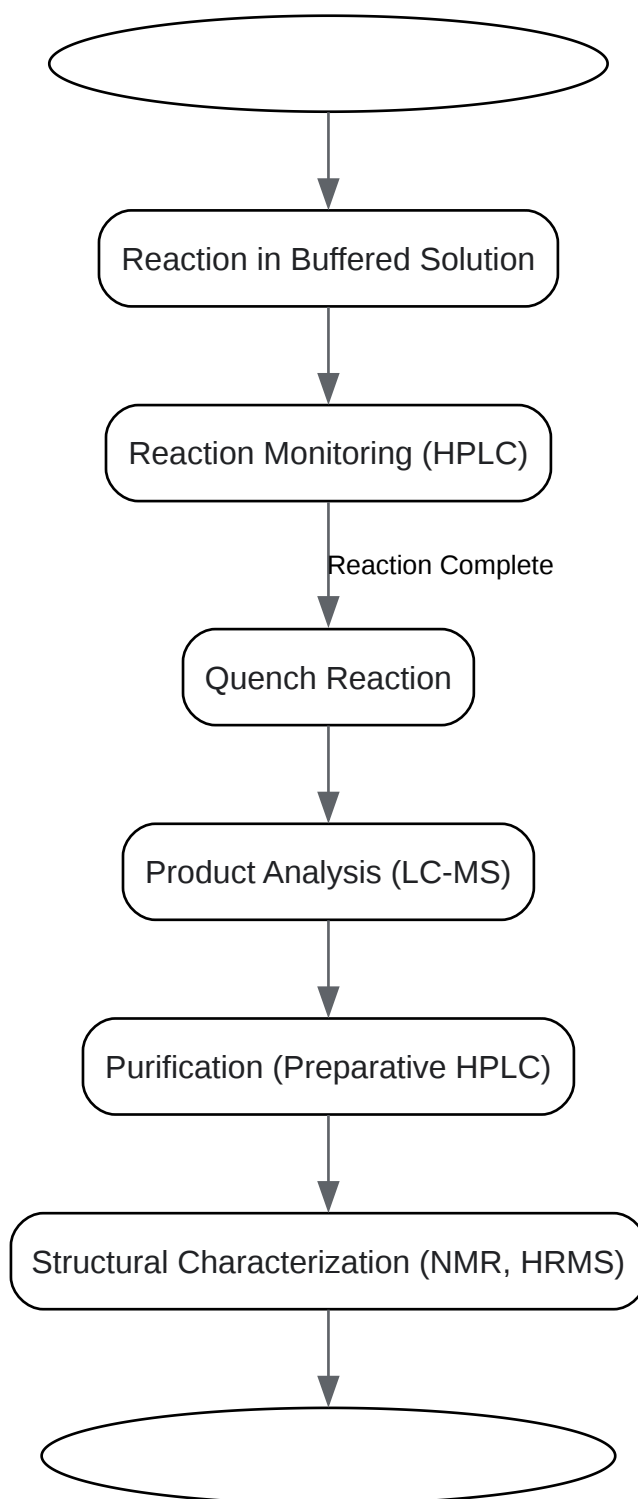 Reaction in Buffered Solution
Reaction Monitoring (HPLC)
Reaction Complete
Quench Reaction
Product Analysis (LC-MS)
Purification (Preparative HPLC)
Structural Characterization (NMR, HRMS)